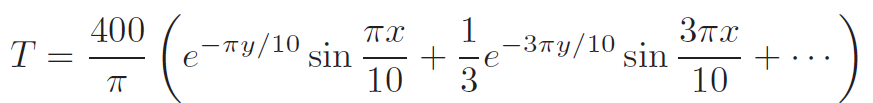 T = \frac{400}{\pi} \left( e^{-\pi y/10} \sin \frac{\pi x}{10} + \frac{1}{3} e^{-3\pi y/10} \sin \frac{3\pi x}{10} + \cdots \right)